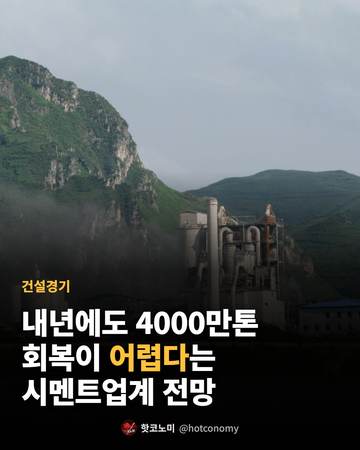 건설경기
내년에도 4000만톤
회복이 어렵다는
시멘트업계 전망
핫코노미 @hotconomy